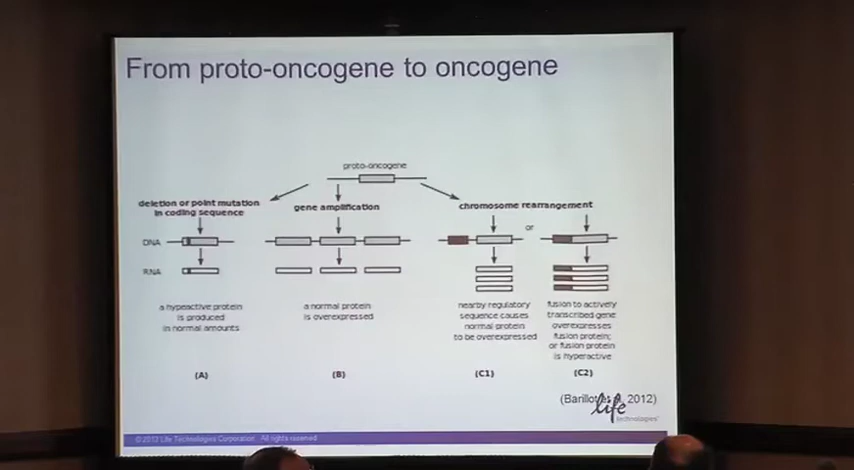 From proto-oncogene to oncogene
proto-oncogene
deletion or point mutation
in coding sequence
gene amplification
chromosome rearrangement
or
DNA
RNA
a hyperactive protein
is produced
in normal amounts
a normal protein
is overexpressed
nearby regulatory
sequence causes
normal protein
to be overexpressed
fusion to actively
transcribed gene
overexpresses
fusion protein;
or fusion protein
is hyperactive
(A)
(B)
(C1)
(C2)
(Barillot 2012)
life
technologies
© 2013 Life Technologies Corporation. All rights reserved.